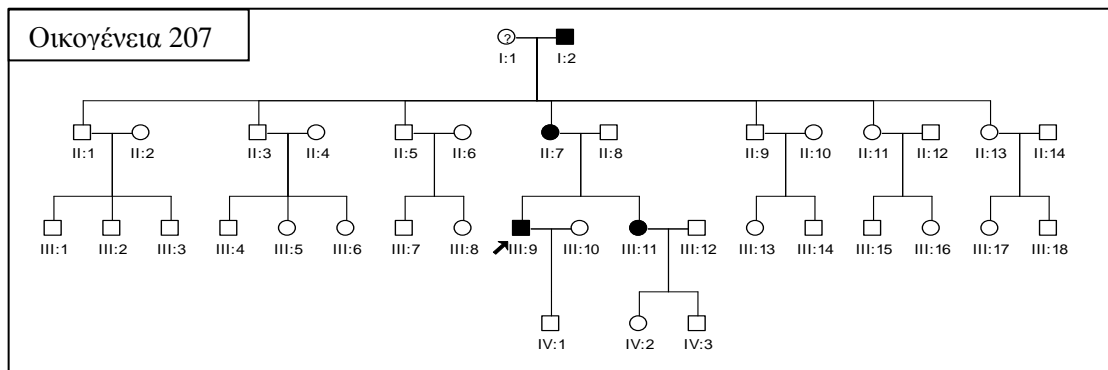 Οικογένεια 207
?
I:1 I:2
II:1 II:2 II:3 II:4 II:5 II:6 II:7 II:8 II:9 II:10 II:11 II:12 II:13 II:14
III:1 III:2 III:3 III:4 III:5 III:6 III:7 III:8 III:9 III:10 III:11 III:12 III:13 III:14 III:15 III:16 III:17 III:18
IV:1 IV:2 IV:3